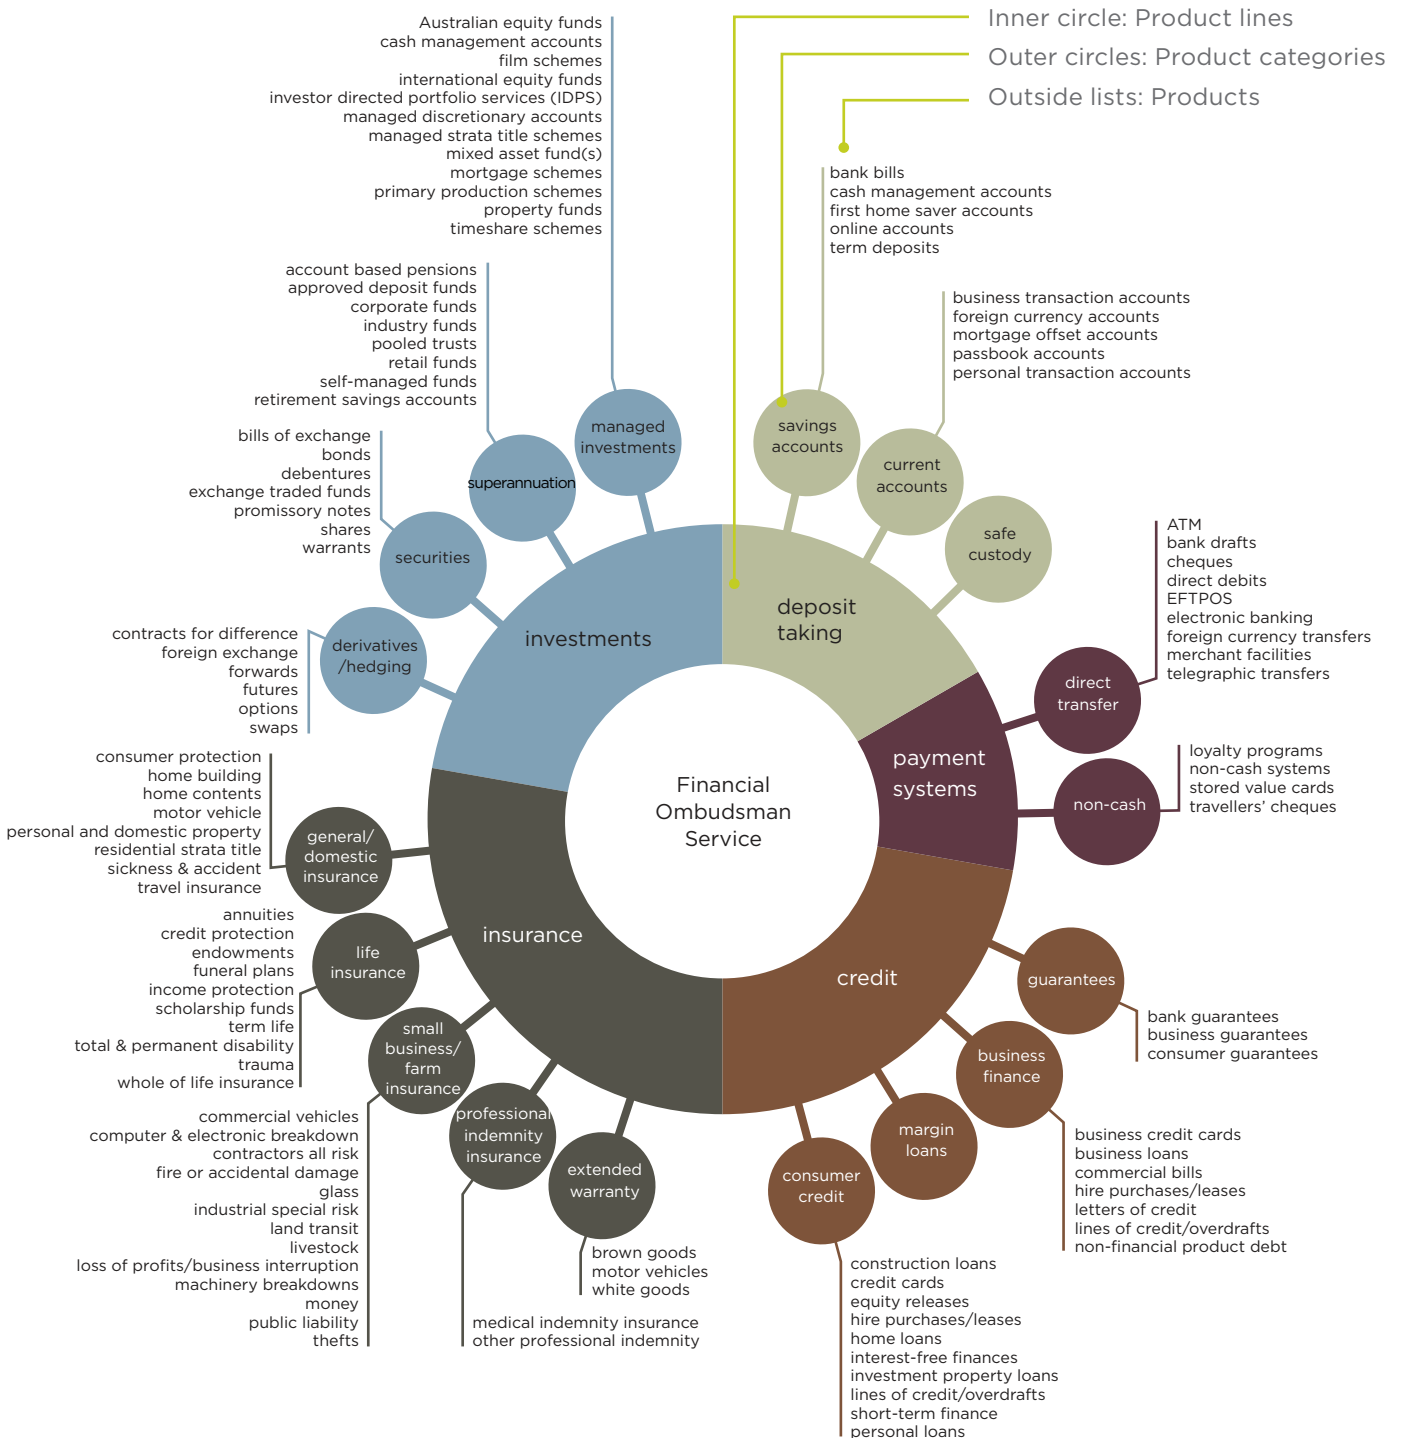 Inner circle: Product lines
Outer circles: Product categories
Outside lists: Products
Australian equity funds
cash management accounts
film schemes
international equity funds
investor directed portfolio services (IDPS)
managed discretionary accounts
managed strata title schemes
mixed asset fund(s)
mortgage schemes
primary production schemes
property funds
timeshare schemes
managed
investments
account based pensions
approved deposit funds
corporate funds
industry funds
pooled trusts
retail funds
self-managed funds
retirement savings accounts
superannuation
bills of exchange
bonds
debentures
exchange traded funds
promissory notes
shares
warrants
securities
contracts for difference
foreign exchange
forwards
futures
options
swaps
derivatives
/hedging
investments
bank bills
cash management accounts
first home saver accounts
online accounts
term deposits
savings
accounts
business transaction accounts
foreign currency accounts
mortgage offset accounts
passbook accounts
personal transaction accounts
current
accounts
safe
custody
deposit
taking
ATM
bank drafts
cheques
direct debits
EFTPOS
electronic banking
foreign currency transfers
merchant facilities
telegraphic transfers
direct
transfer
loyalty programs
non-cash systems
stored value cards
travellers' cheques
non-cash
payment
systems
Financial
Ombudsman
Service
consumer protection
home building
home contents
motor vehicle
personal and domestic property
residential strata title
sickness & accident
travel insurance
general/
domestic
insurance
annuities
credit protection
endowments
funeral plans
income protection
scholarship funds
term life
total & permanent disability
trauma
whole of life insurance
life
insurance
commercial vehicles
computer & electronic breakdown
contractors all risk
fire or accidental damage
glass
industrial special risk
land transit
livestock
loss of profits/business interruption
machinery breakdowns
money
public liability
thefts
small
business/
farm
insurance
professional
indemnity
insurance
medical indemnity insurance
other professional indemnity
extended
warranty
brown goods
motor vehicles
white goods
insurance
credit
guarantees
bank guarantees
business guarantees
consumer guarantees
business
finance
business credit cards
business loans
commercial bills
hire purchases/leases
letters of credit
lines of credit/overdrafts
non-financial product debt
margin
loans
consumer
credit
construction loans
credit cards
equity releases
hire purchases/leases
home loans
interest-free finances
investment property loans
lines of credit/overdrafts
short-term finance
personal loans